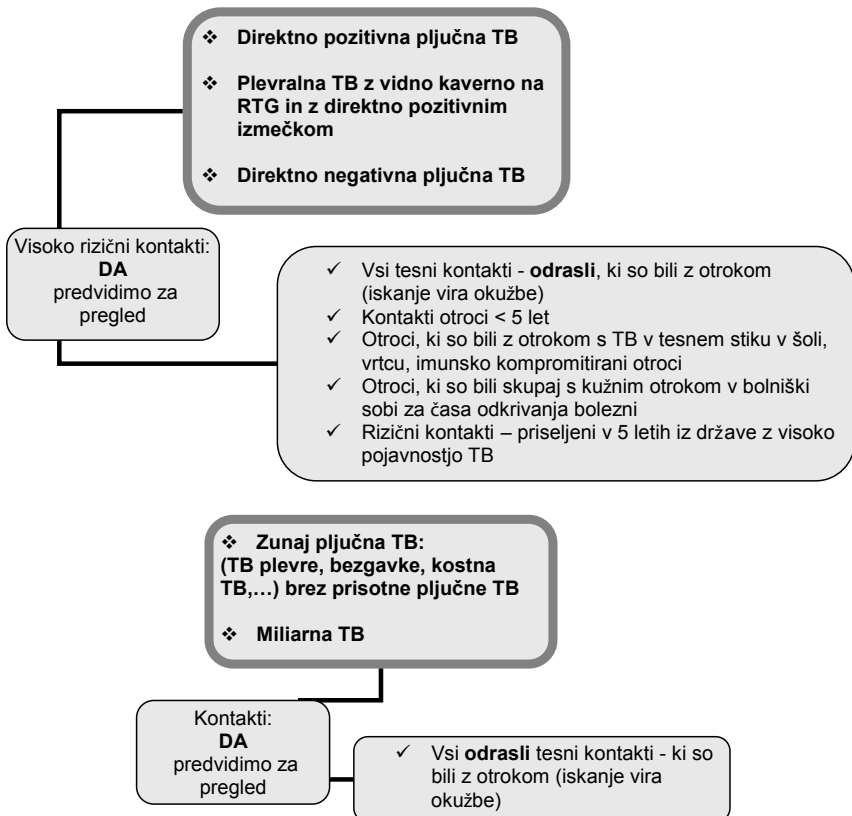 ❖ Direktno pozitivna pljučna TB
❖ Plevralna TB z vidno kaverno na
RTG in z direktno pozitivnim
izmečkom
❖ Direktno negativna pljučna TB
Visoko rizični kontakti:
DA
predvidimo za
pregled
✓ Vsi tesni kontakti - odrasli, ki so bili z otrokom
(iskanje vira okužbe)
✓ Kontakti otroci < 5 let
✓ Otroci, ki so bili z otrokom s TB v tesnem stiku v šoli,
vrtcu, imunsko kompromitirani otroci
✓ Otroci, ki so bili skupaj s kužnim otrokom v bolniški
sobi za časa odkrivanja bolezni
✓ Rizični kontakti – priseljeni v 5 letih iz države z visoko
pojavnostjo TB
❖ Zunaj pljučna TB:
(TB plevre, bezgavke, kostna
TB,…) brez prisotne pljučne TB
❖ Miliarna TB
Kontakti:
DA
predvidimo za
pregled
✓ Vsi odrasli tesni kontakti - ki so
bili z otrokom (iskanje vira
okužbe)